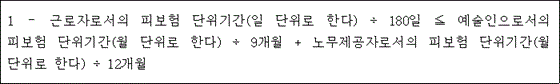 1 - 근로자로서의 피보험 단위기간(일 단위로 한다) ÷ 180일 ≦ 예술인으로서의
피보험 단위기간(월 단위로 한다) ÷ 9개월 + 노무제공자로서의 피보험 단위기간(월
단위로 한다) ÷ 12개월